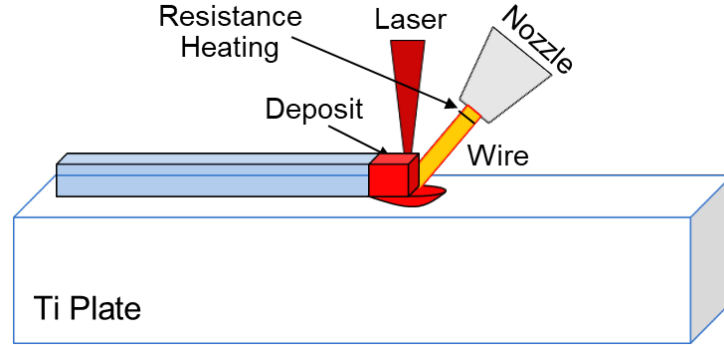 Resistance
Heating
Laser
Nozzle
Deposit
Wire
Ti Plate